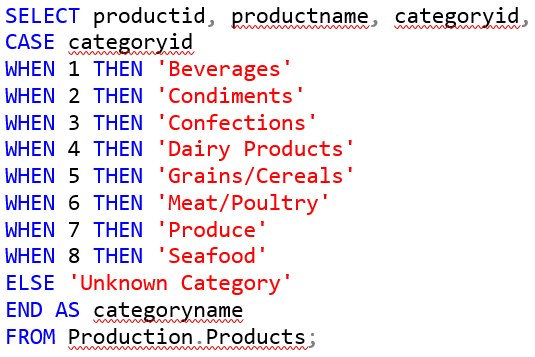 SELECT productid, productname, categoryid,
CASE categoryid
WHEN 1 THEN 'Beverages'
WHEN 2 THEN 'Condiments'
WHEN 3 THEN 'Confections'
WHEN 4 THEN 'Dairy Products'
WHEN 5 THEN 'Grains/Cereals'
WHEN 6 THEN 'Meat/Poultry'
WHEN 7 THEN 'Produce'
WHEN 8 THEN 'Seafood'
ELSE 'Unknown Category'
END AS categoryname
FROM Production.Products;